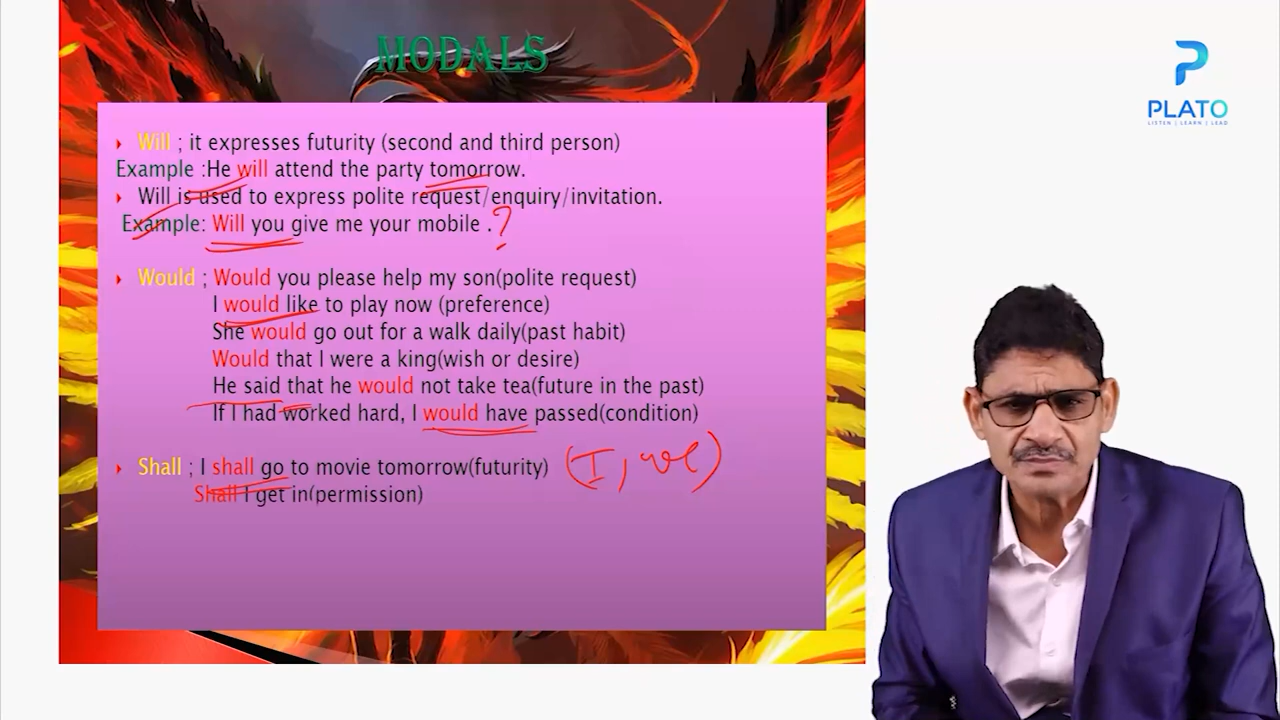 MODALS
Will ; it expresses futurity (second and third person)
Example :He will attend the party tomorrow.
Will is used to express polite request/enquiry/invitation.
Example: Will you give me your mobile . ?
Would ; Would you please help my son(polite request)
I would like to play now (preference)
She would go out for a walk daily(past habit)
Would that I were a king(wish or desire)
He said that he would not take tea(future in the past)
If I had worked hard, I would have passed(condition)
Shall ; I shall go to movie tomorrow(futurity) (I, we)
Shall I get in(permission)
PLATO
LISTEN | LEARN | LEAD